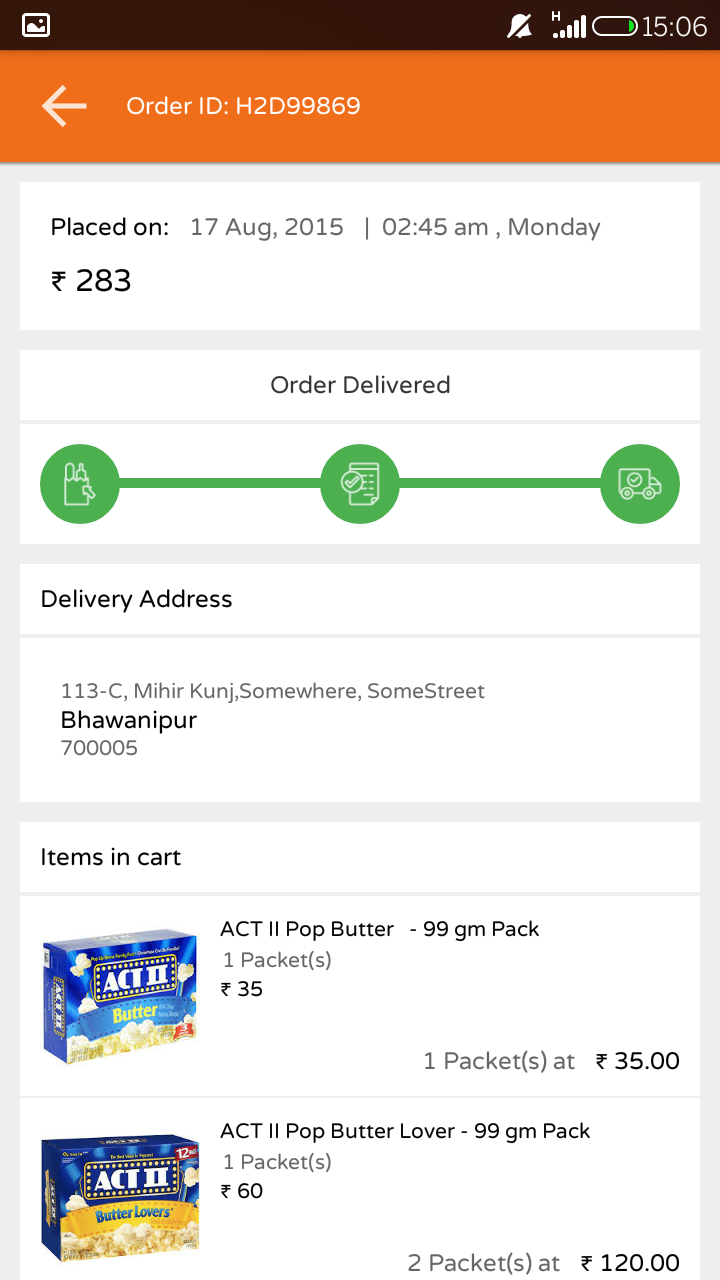 H 15:06
Order ID: H2D99869
Placed on: 17 Aug, 2015 | 02:45 am , Monday
₹ 283
Order Delivered
Delivery Address
113-C, Mihir Kunj,Somewhere, SomeStreet
Bhawanipur
700005
Items in cart
ACT II Pop Butter - 99 gm Pack
1 Packet(s)
₹ 35
ACT II
Butter
3
1 Packet(s) at ₹ 35.00
ACT II Pop Butter Lover - 99 gm Pack
1 Packet(s)
₹ 60
12
ACT II
Butter Lovers
2 Packet(s) at ₹ 120.00